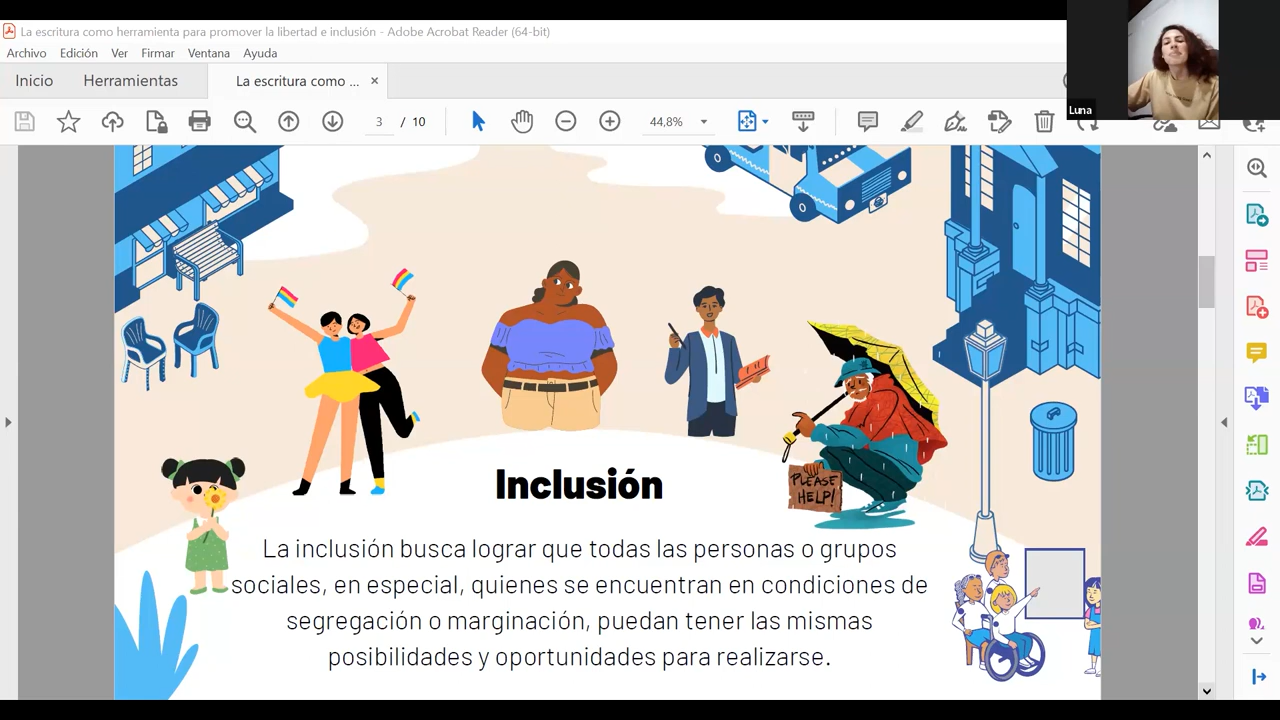 La escritura como herramienta para promover la libertad e inclusión - Adobe Acrobat Reader (64-bit)
Archivo Edición Ver Firmar Ventana Ayuda
Inicio Herramientas La escritura como ... ×
3 / 10 44,8%
Luna
PLEASE
HELP!
Inclusión
La inclusión busca lograr que todas las personas o grupos
sociales, en especial, quienes se encuentran en condiciones de
segregación o marginación, puedan tener las mismas
posibilidades y oportunidades para realizarse.